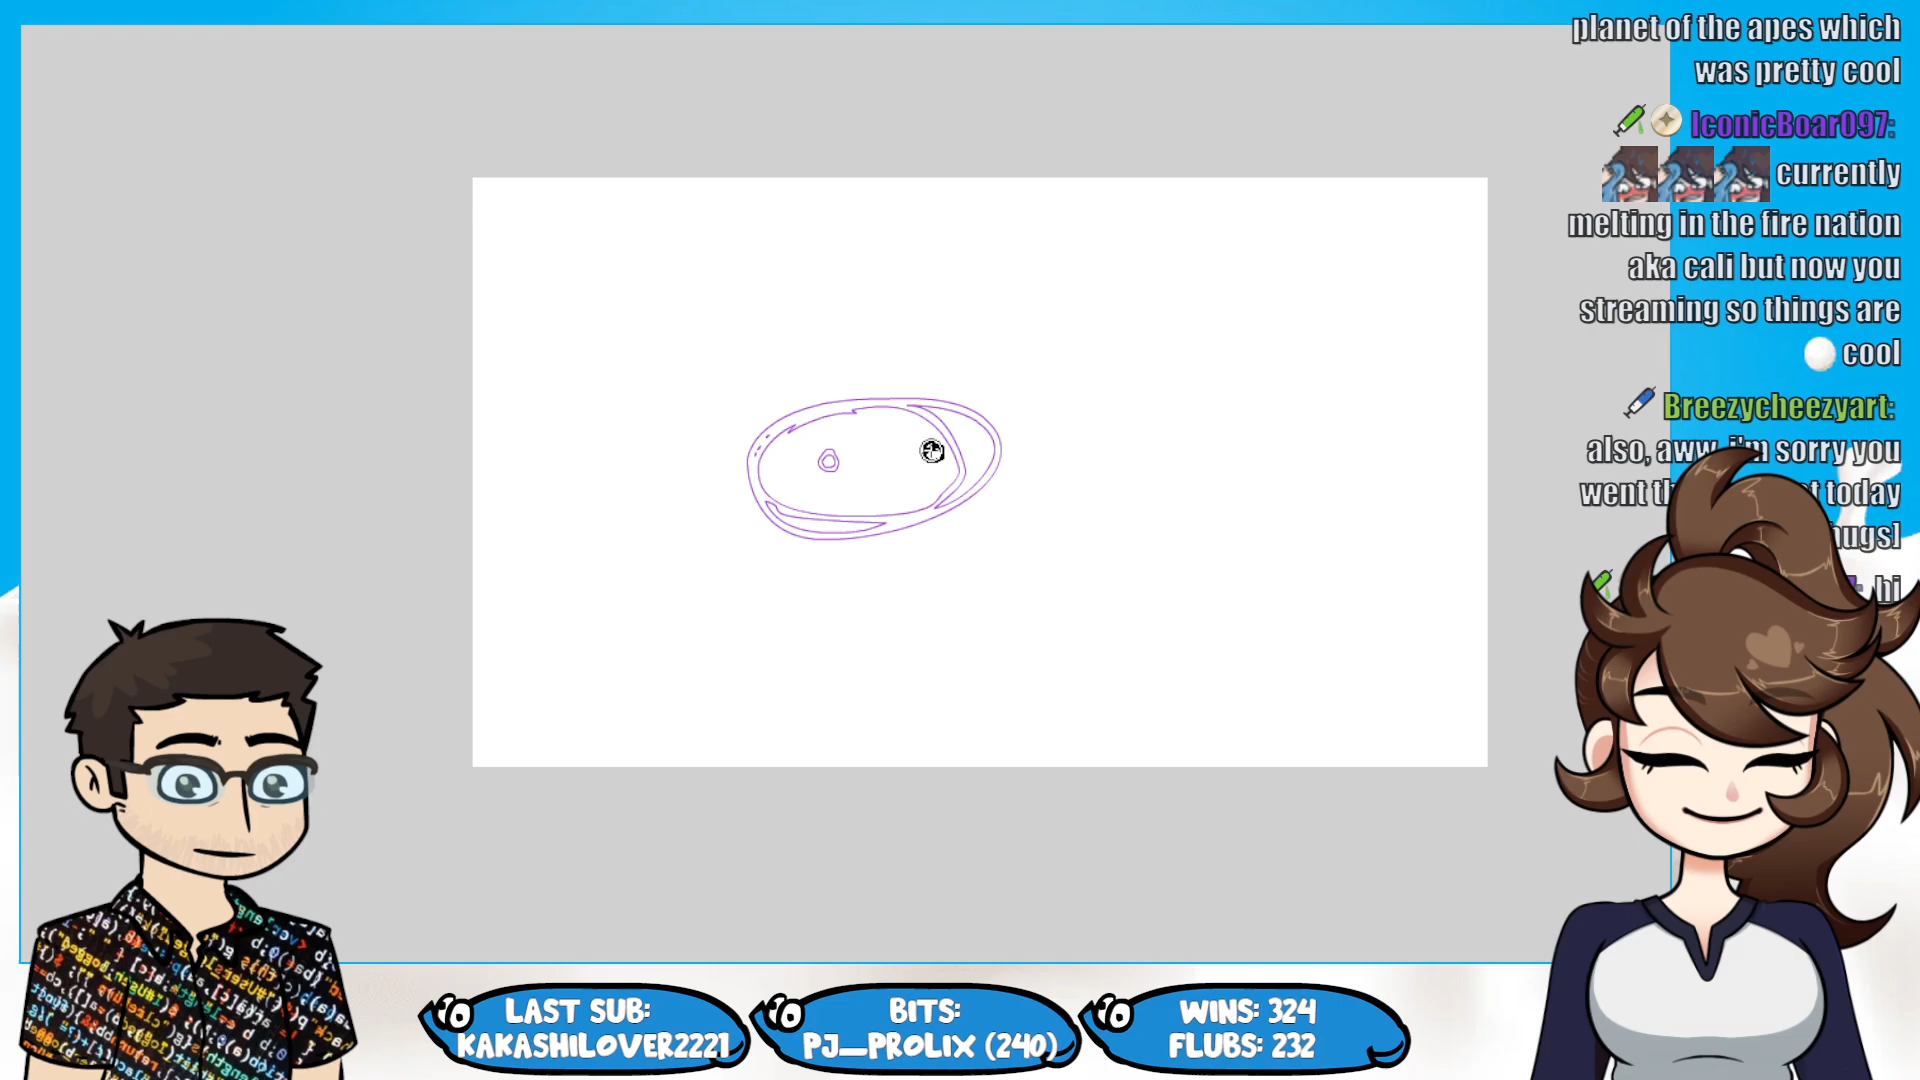 planet of the apes which
was pretty cool
IconicBoar097:
currently
melting in the fire nation
aka cali but now you
streaming so things are
cool
Breezycheezyart:
also, aww, i'm sorry you
went today
hugs]
: hi
LAST SUB:
KAKASHILOVER2221
BITS:
PJ_PROLIX (240)
WINS: 324
FLUBS: 232